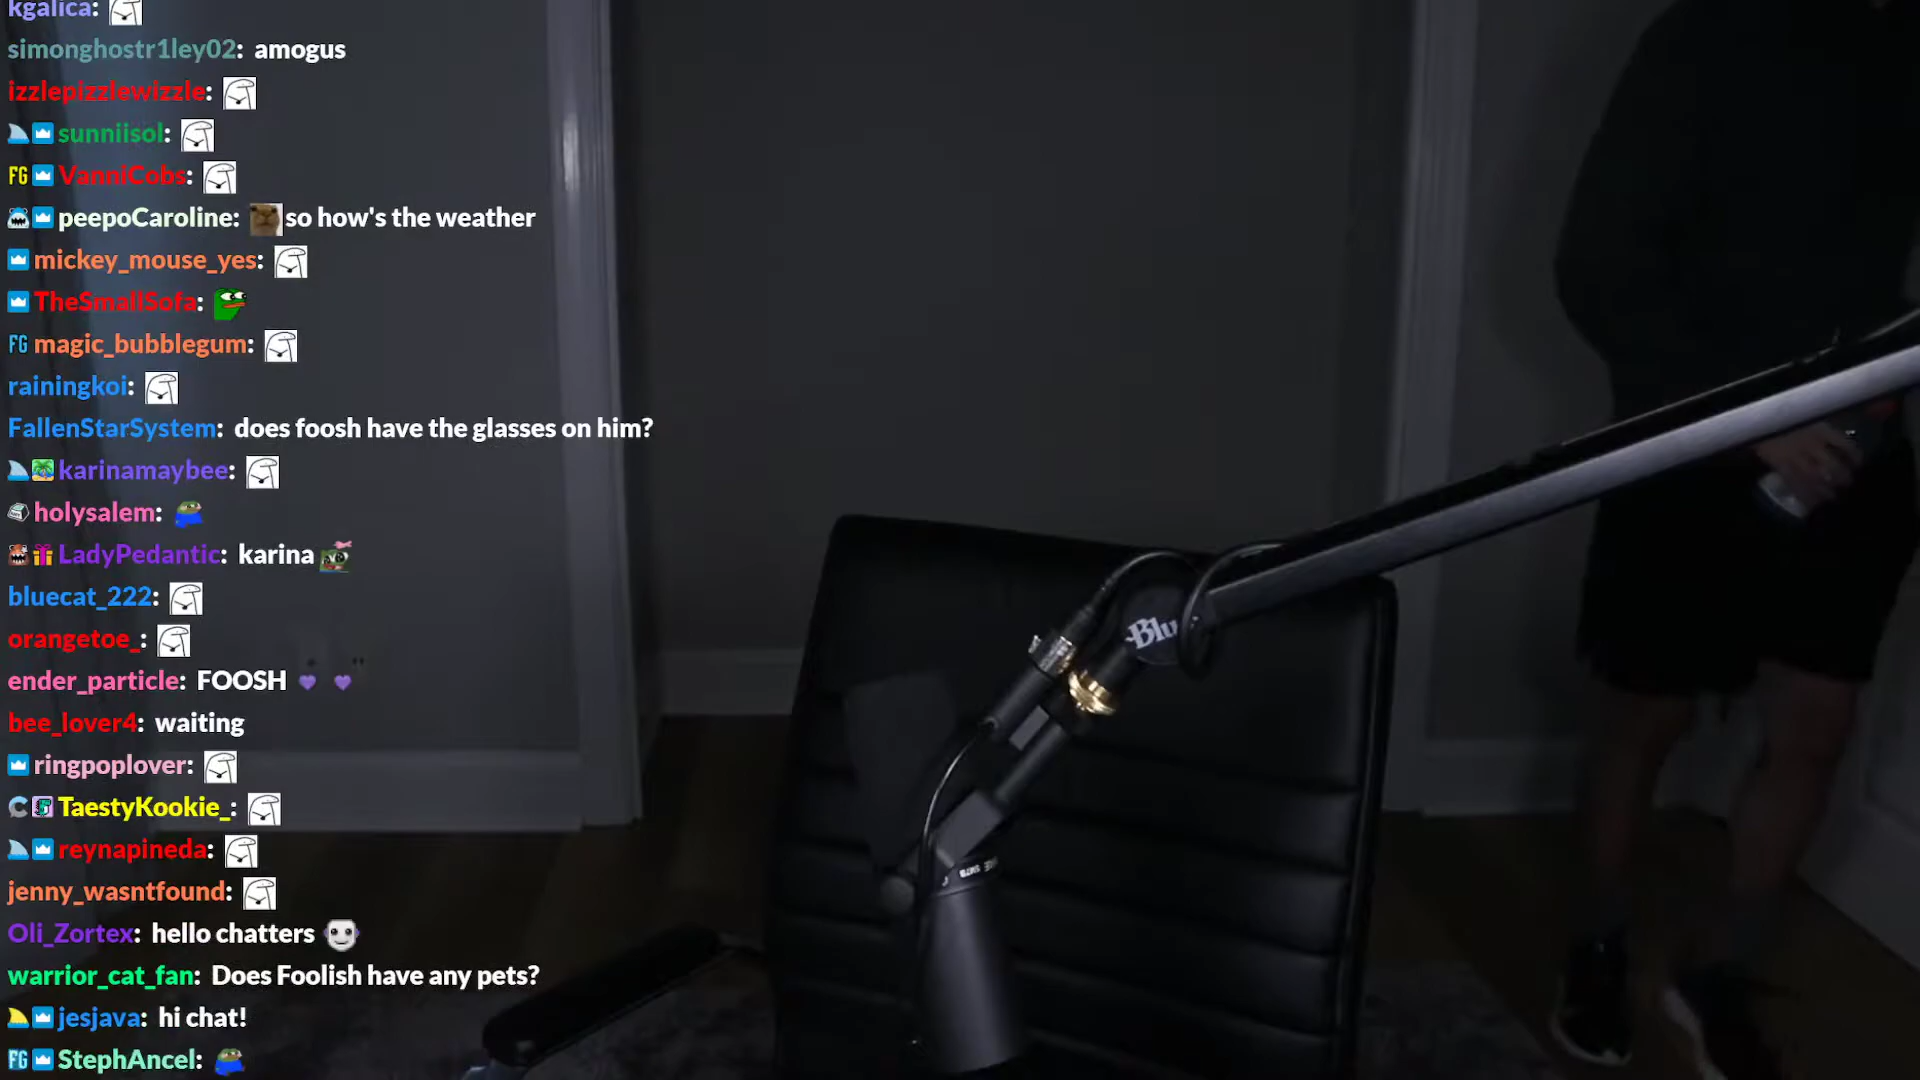 kgalica:
simonghostr1ley02: amogus
izzlepizzlewizzle:
sunniisol:
FG VanniCobs:
peepoCaroline: so how's the weather
mickey_mouse_yes:
TheSmallSofa:
FG magic_bubblegum:
rainingkoi:
FallenStarSystem: does foosh have the glasses on him?
karinamaybee:
holysalem:
LadyPedantic: karina
bluecat_222:
orangetoe_:
ender_particle: FOOSH
bee_lover4: waiting
ringpoplover:
TaestyKookie_:
reynapineda:
jenny_wasntfound:
Oli_Zortex: hello chatters
warrior_cat_fan: Does Foolish have any pets?
jesjava: hi chat!
FG StephAncel:
Blu
SM7B